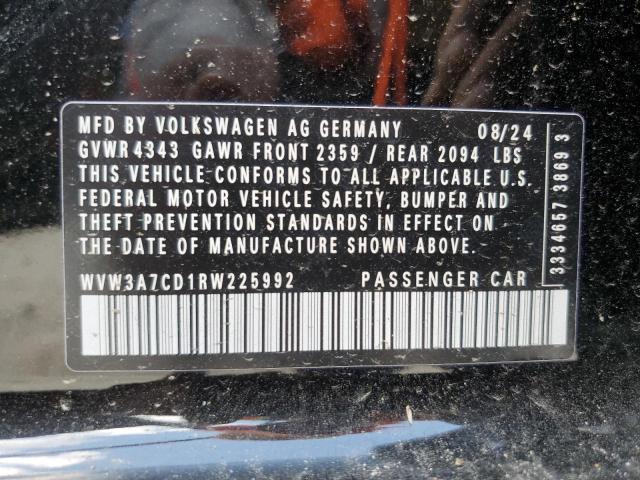 MFD BY VOLKSWAGEN AG GERMANY 08/24
GVWR4343 GAWR FRONT 2359 / REAR 2094 LBS
THIS VEHICLE CONFORMS TO ALL APPLICABLE U.S.
FEDERAL MOTOR VEHICLE SAFETY, BUMPER AND
THEFT PREVENTION STANDARDS IN EFFECT ON
THE DATE OF MANUFACTURE SHOWN ABOVE.
WVW3A7CD1RW225992 PASSENGER CAR
3334657 3869 3